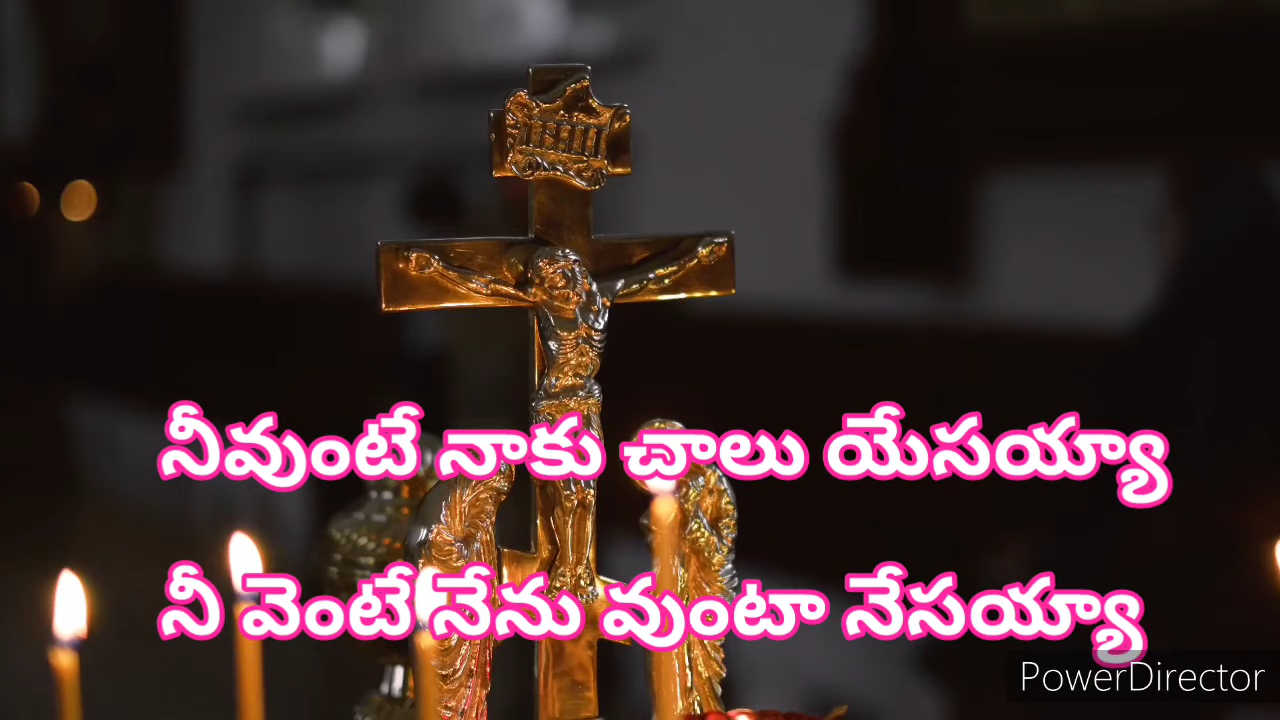 నీవుంటే నాకు చాలు యేసయ్యా
నీ వెంటే నేను వుంటా నేసయ్యా
PowerDirector